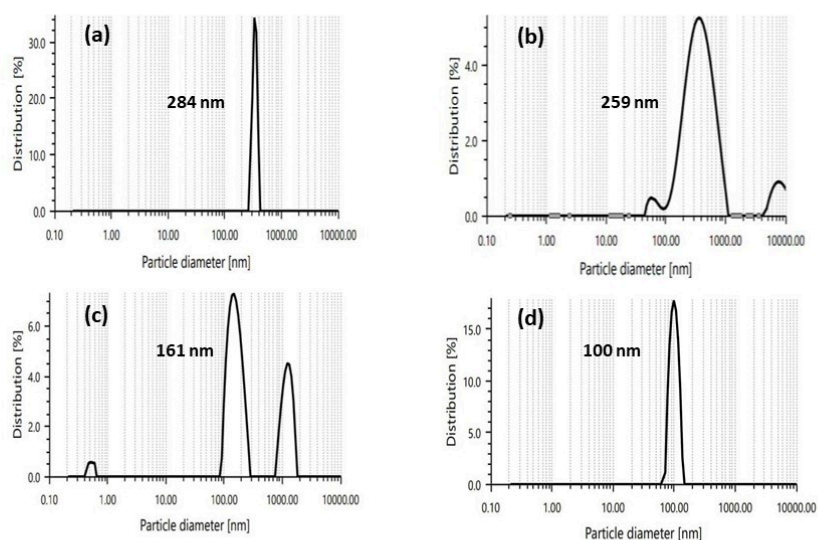 (a)
284 nm
Distribution [%]
30.0
20.0
10.0
0.0
0.10 1.00 10.00 100.00 1000.00 10000.00
Particle diameter [nm]
(b)
259 nm
Distribution [%]
4.0
2.0
0.0
0.10 1.00 10.00 100.00 1000.00 10000.00
Particle diameter [nm]
(c)
161 nm
Distribution [%]
6.0
4.0
2.0
0.0
0.10 1.00 10.00 100.00 1000.00 10000.00
Particle diameter [nm]
(d)
100 nm
Distribution [%]
15.0
10.0
5.0
0.0
0.10 1.00 10.00 100.00 1000.00 10000.00
Particle diameter [nm]